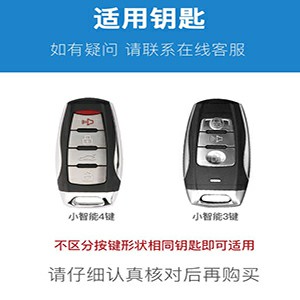 适用钥匙
如有疑问 请联系在线客服
小智能4键
小智能3键
不区分按键形状相同钥匙即可适用
请仔细认真核对后再购买